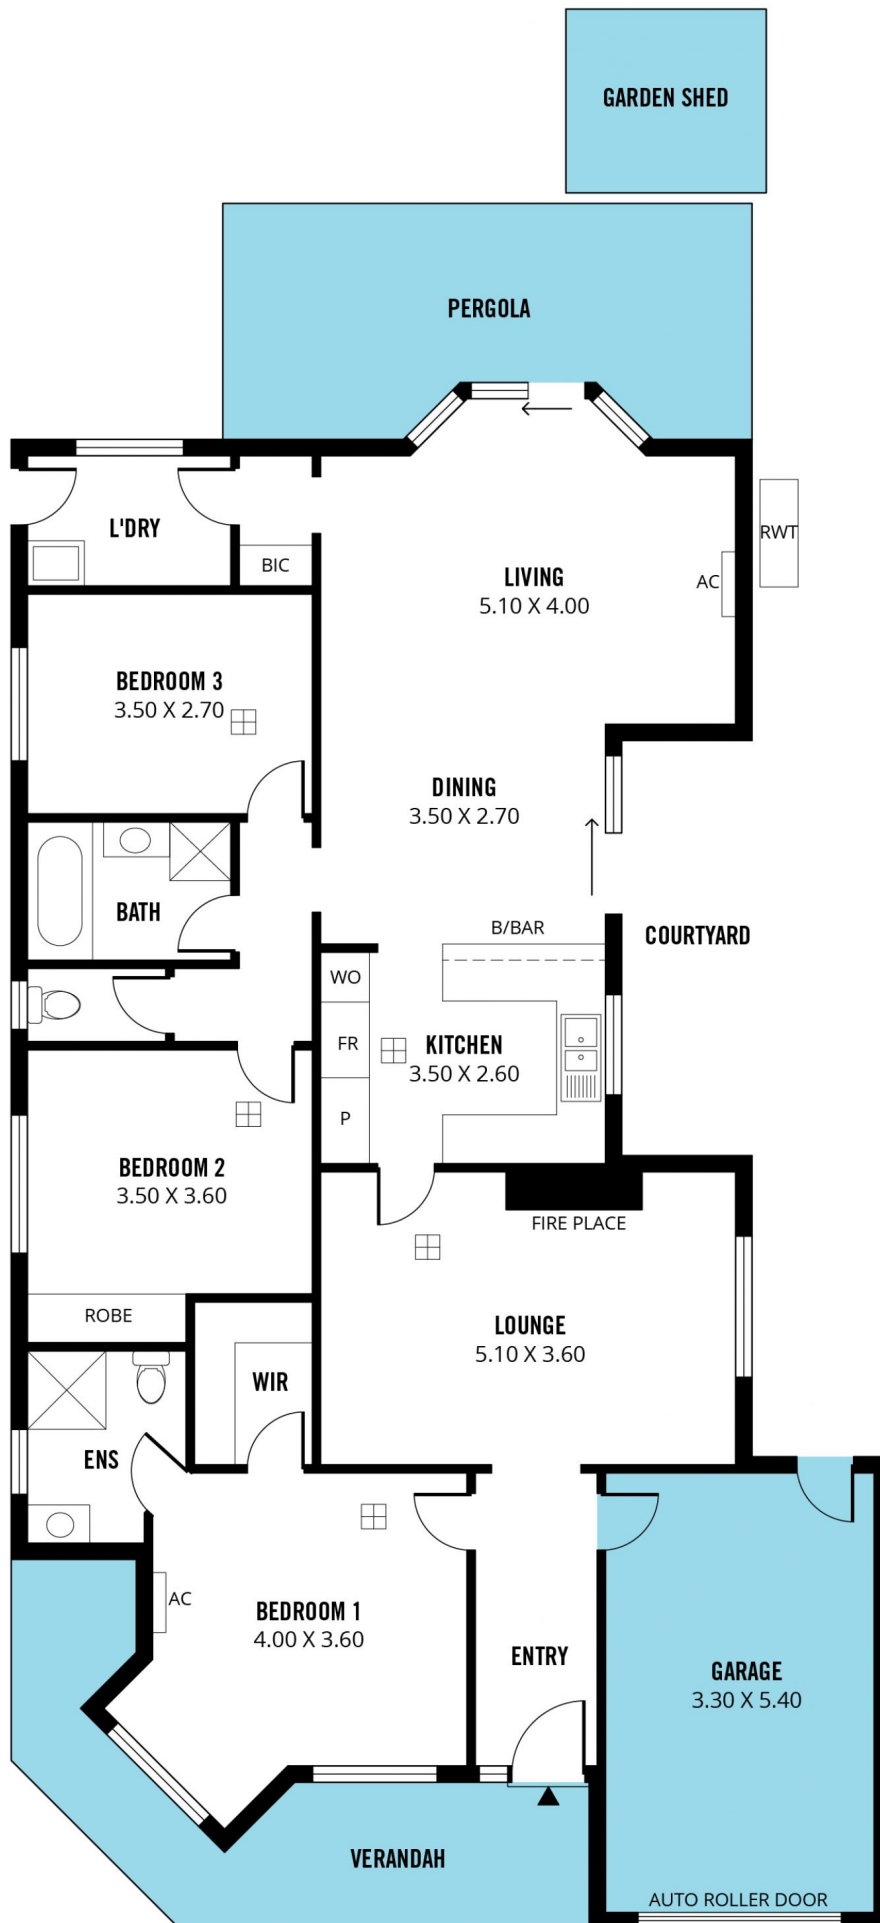 GARDEN SHED
PERGOLA
L'DRY
BIC
RWT
LIVING
5.10 X 4.00
AC
BEDROOM 3
3.50 X 2.70
DINING
3.50 X 2.70
BATH
B/BAR
COURTYARD
WO
FR
KITCHEN
3.50 X 2.60
P
BEDROOM 2
3.50 X 3.60
FIRE PLACE
ROBE
LOUNGE
5.10 X 3.60
WIR
ENS
AC
BEDROOM 1
4.00 X 3.60
ENTRY
GARAGE
3.30 X 5.40
VERANDAH
AUTO ROLLER DOOR